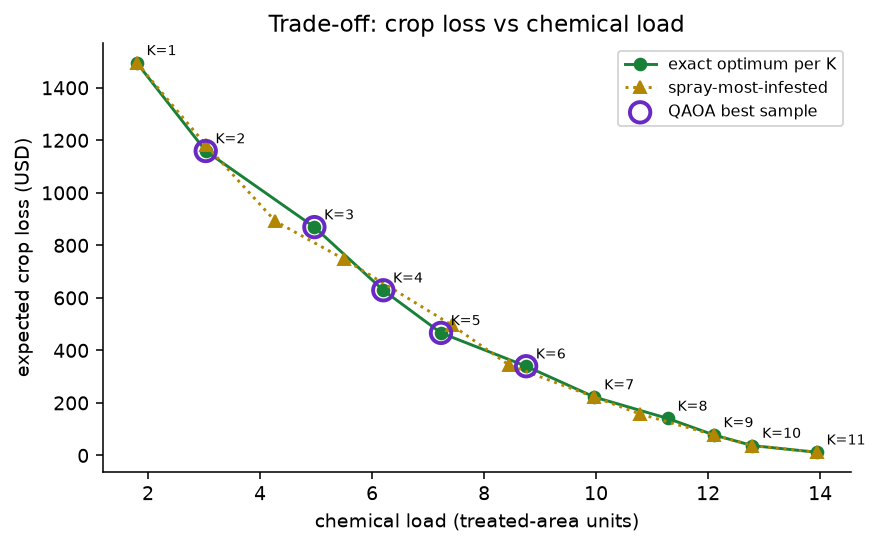 Trade-off: crop loss vs chemical load
exact optimum per K
spray-most-infested
QAOA best sample
K=1
K=2
K=3
K=4
K=5
K=6
K=7
K=8
K=9
K=10
K=11
1400
1200
1000
800
600
400
200
0
expected crop loss (USD)
2 4 6 8 10 12 14
chemical load (treated-area units)